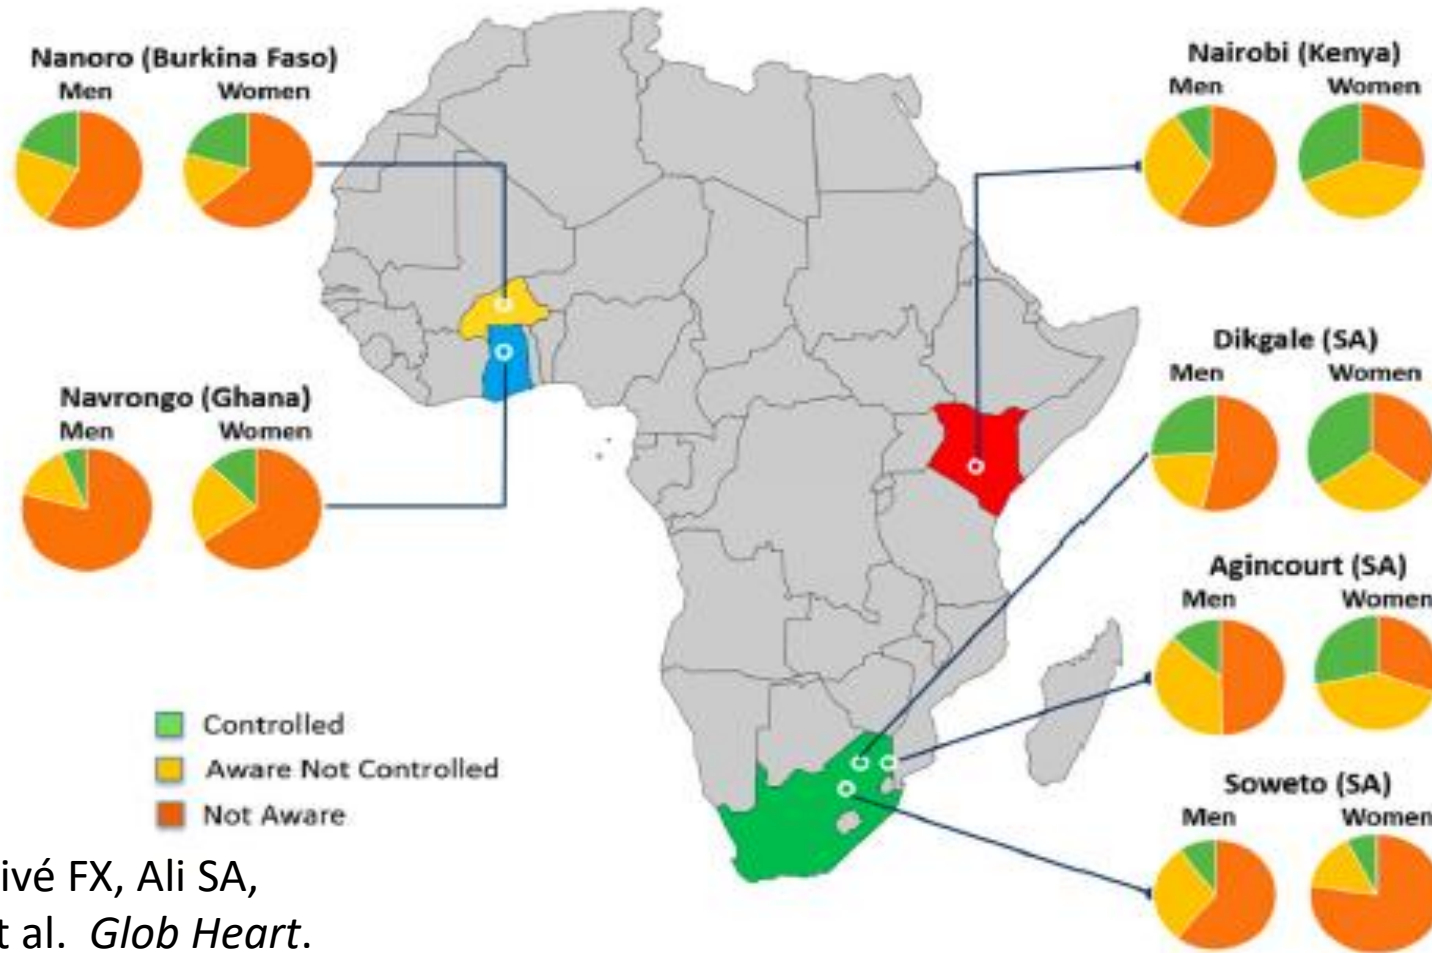 Nanoro (Burkina Faso)
Men Women
Nairobi (Kenya)
Men Women
Navrongo (Ghana)
Men Women
Dikgale (SA)
Men Women
Agincourt (SA)
Men Women
Soweto (SA)
Men Women
Controlled
Aware Not Controlled
Not Aware
ivé FX, Ali SA,
t al. Glob Heart.